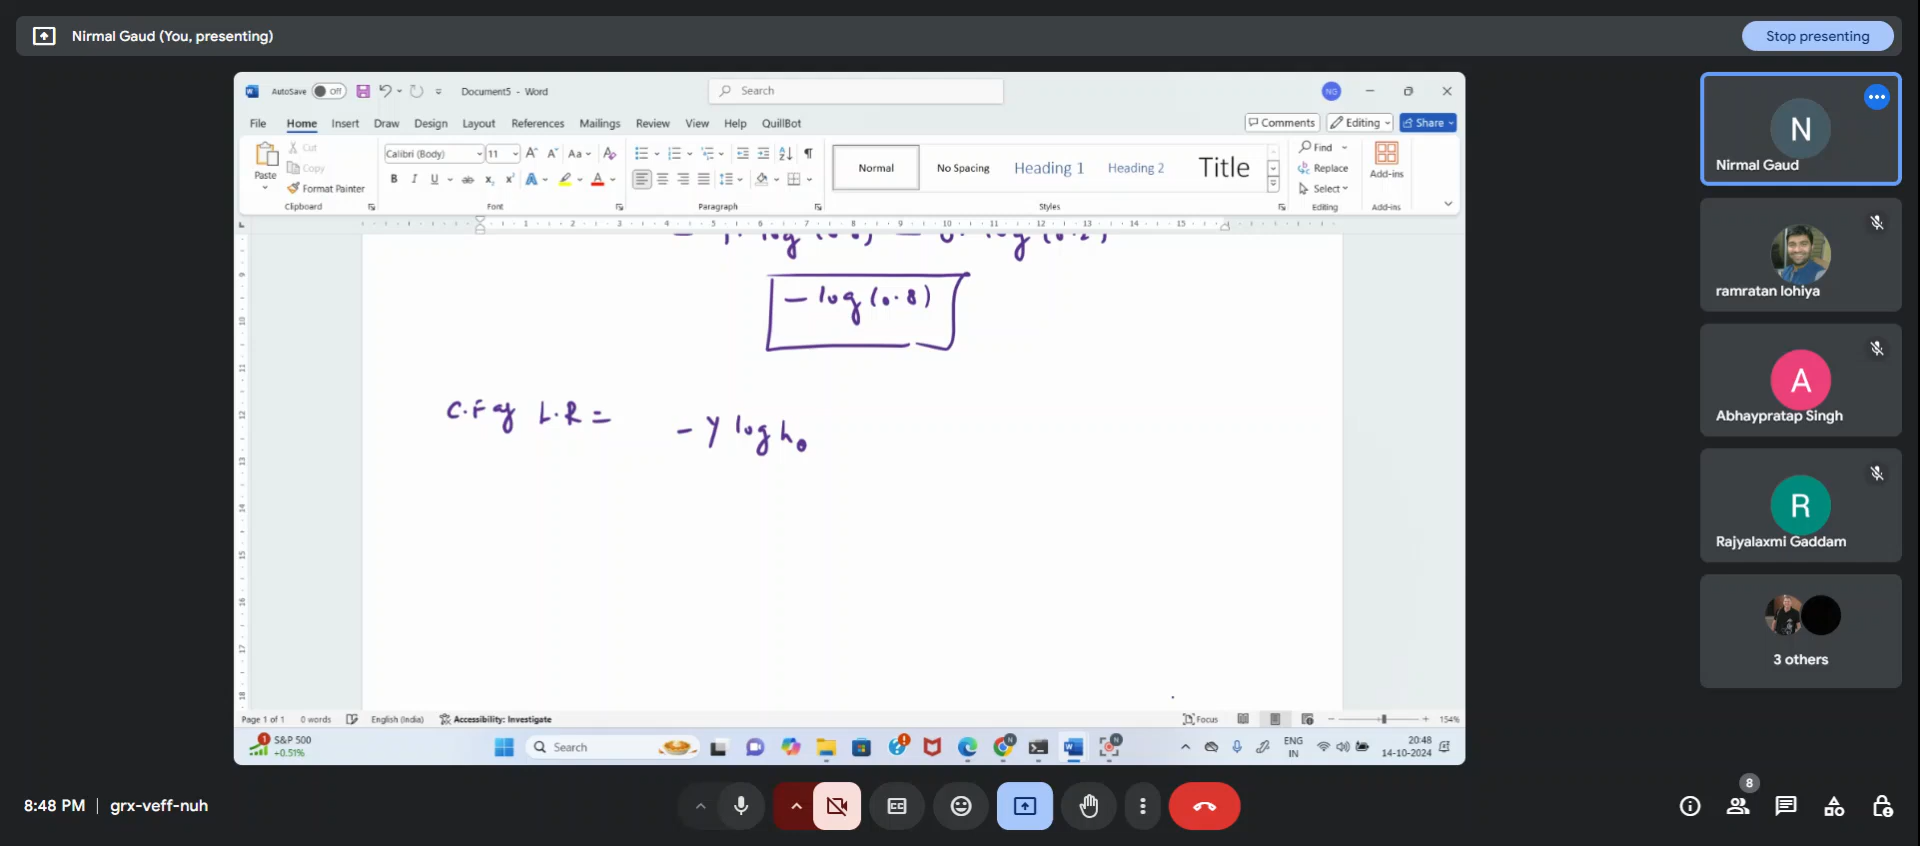 Nirmal Gaud (You, presenting)
Stop presenting
AutoSave Off Document5 - Word Search NG
File Home Insert Draw Design Layout References Mailings Review View Help QuillBot Comments Editing Share
Paste Cut Copy Format Painter Clipboard
Calibri (Body) 11 Font
Paragraph
Normal No Spacing Heading 1 Heading 2 Title Styles
Find Replace Select Editing
Add-ins Add-ins
- log(0.8)
C.F of L.R = - y log hθ
Page 1 of 1 0 words English (India) Accessibility: Investigate Focus 154%
1 S&P 500 +0.51%
Search
ENG IN
20:48 14-10-2024
N
Nirmal Gaud
ramratan lohiya
A
Abhaypratap Singh
R
Rajyalaxmi Gaddam
3 others
8:48 PM | grx-veff-nuh
8